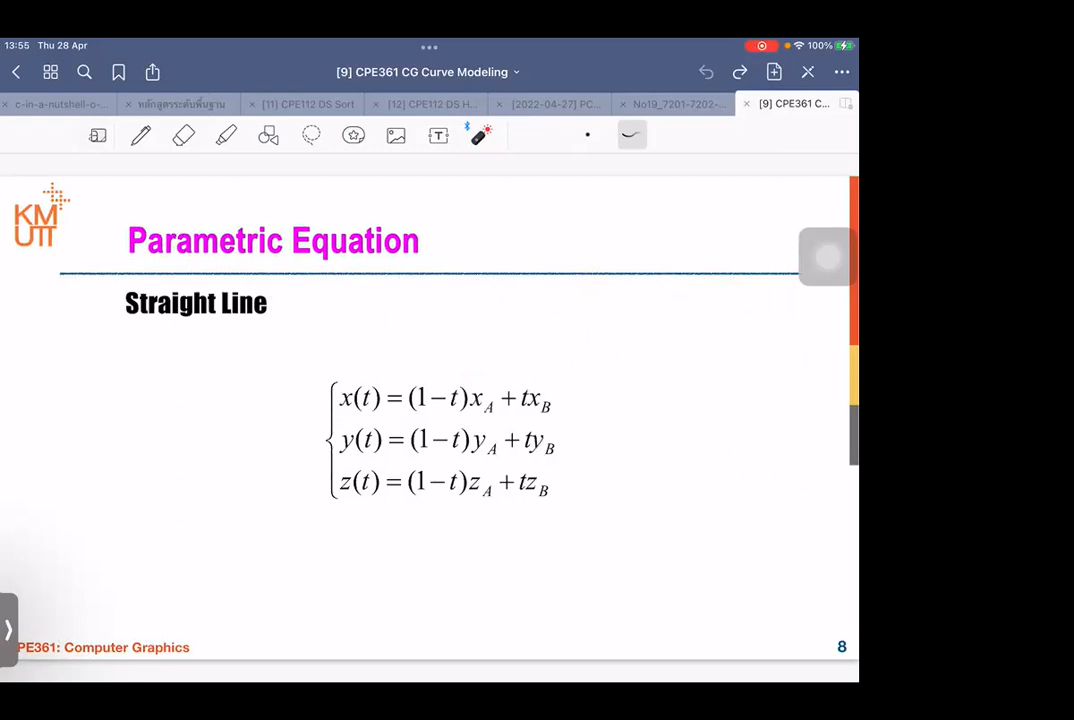 13:55 Thu 28 Apr
100%
[9] CPE361 CG Curve Modeling
c-in-a-nutshell-o-...
หลักสูตรระดับพื้นฐาน
[11] CPE112 DS Sort
[12] CPE112 DS H...
[2022-04-27] PC...
No19_7201-7202-...
[9] CPE361 C...
T
KM
UTT
Parametric Equation
Straight Line
x(t) = (1 − t)x_A + tx_B
y(t) = (1 − t)y_A + ty_B
z(t) = (1 − t)z_A + tz_B
PE361: Computer Graphics
8